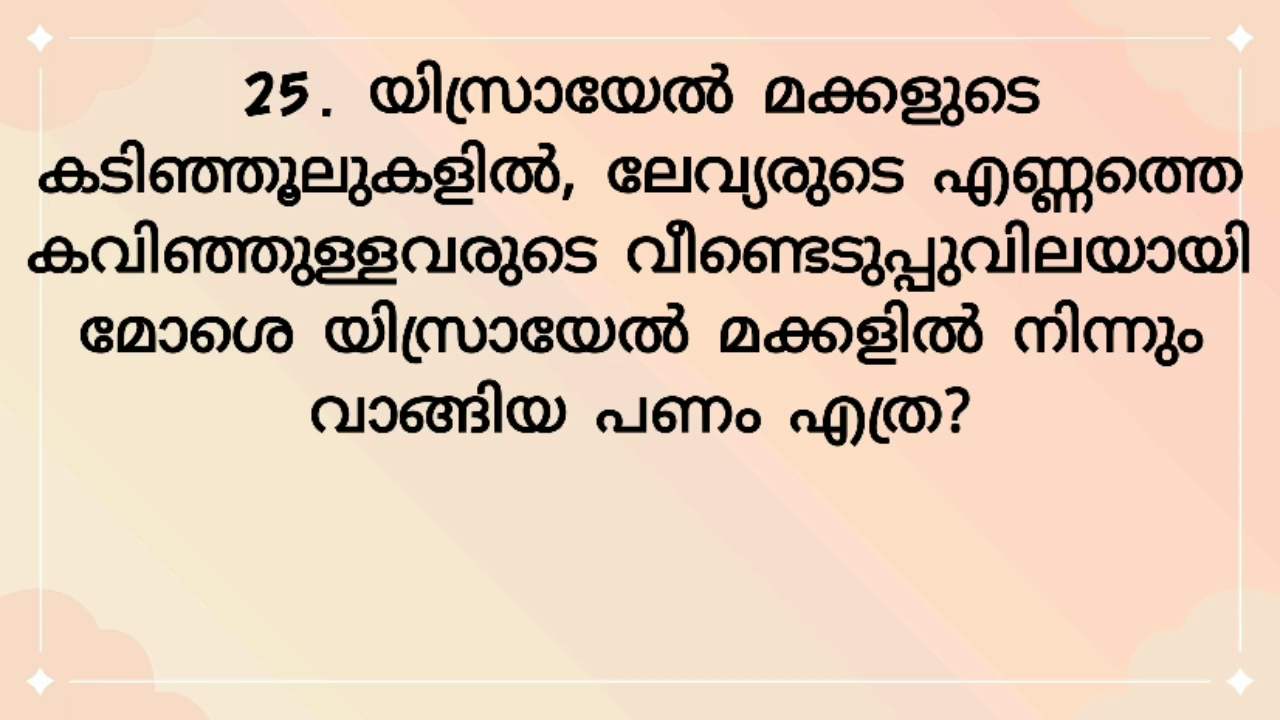 25. യിസ്രായേൽ മക്കളുടെ
കടിഞ്ഞൂലുകളിൽ, ലേവ്യരുടെ എണ്ണത്തെ
കവിഞ്ഞുള്ളവരുടെ വീണ്ടെടുപ്പുവിലയായി
മോശെ യിസ്രായേൽ മക്കളിൽ നിന്നും
വാങ്ങിയ പണം എത്ര?